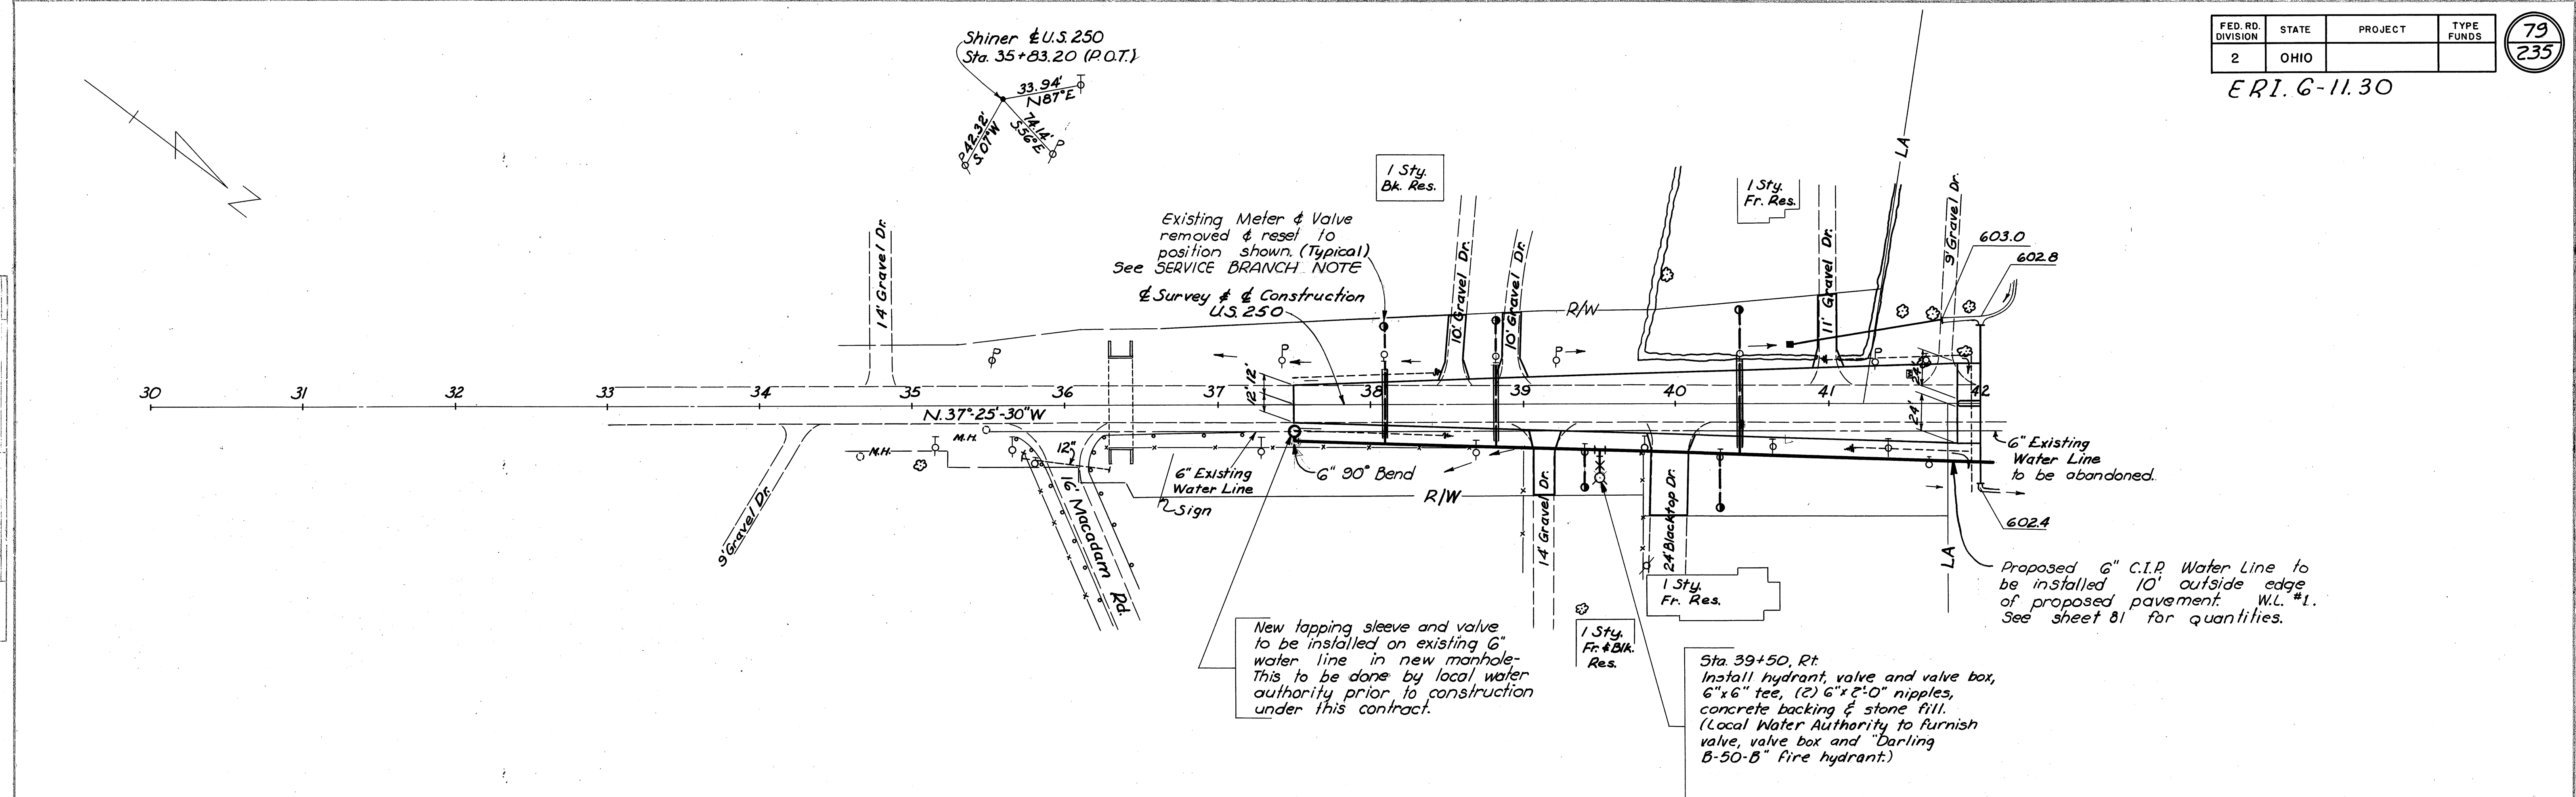 FED. RD. DIVISION STATE PROJECT TYPE FUNDS
2 OHIO
79
235
ERI. 6-11.30
Shiner ℄ U.S. 250
Sta. 35+83.20 (P.O.T.)
33.94'
N87°E
74.14'
S.56°E
42.32'
S.07°W
P
P
N
1 Sty.
Bk. Res.
1 Sty.
Fr. Res.
LA
14' Gravel Dr.
Existing Meter & Valve
removed & reset to
position shown. (Typical)
See SERVICE BRANCH NOTE
℄ Survey & ℄ Construction
U.S. 250
10' Gravel Dr.
10' Gravel Dr.
R/W
11' Gravel Dr.
9' Gravel Dr.
603.0
602.8
P
P
P
P
12' 12'
24'
24'
30 31 32 33 34 35 36 37 38 39 40 41 42
N. 37°-25'-30"W
M.H.
M.H.
12"
6" Existing
Water Line
Sign
6" 90° Bend
R/W
6" Existing
Water Line
to be abandoned.
602.4
9' Gravel Dr.
16' Macadam Rd.
14' Gravel Dr.
24' Blacktop Dr.
LA
1 Sty.
Fr. Res.
1 Sty.
Fr. & Blk.
Res.
Proposed 6" C.I.P. Water Line to
be installed 10' outside edge
of proposed pavement. W.L. #1.
See sheet 81 for quantities.
New tapping sleeve and valve
to be installed on existing 6"
water line in new manhole-
This to be done by local water
authority prior to construction
under this contract.
Sta. 39+50, Rt.
Install hydrant, valve and valve box,
6"x6" tee, (2) 6"x2'-0" nipples,
concrete backing & stone fill.
(Local Water Authority to furnish
valve, valve box and "Darling
B-50-B" fire hydrant.)